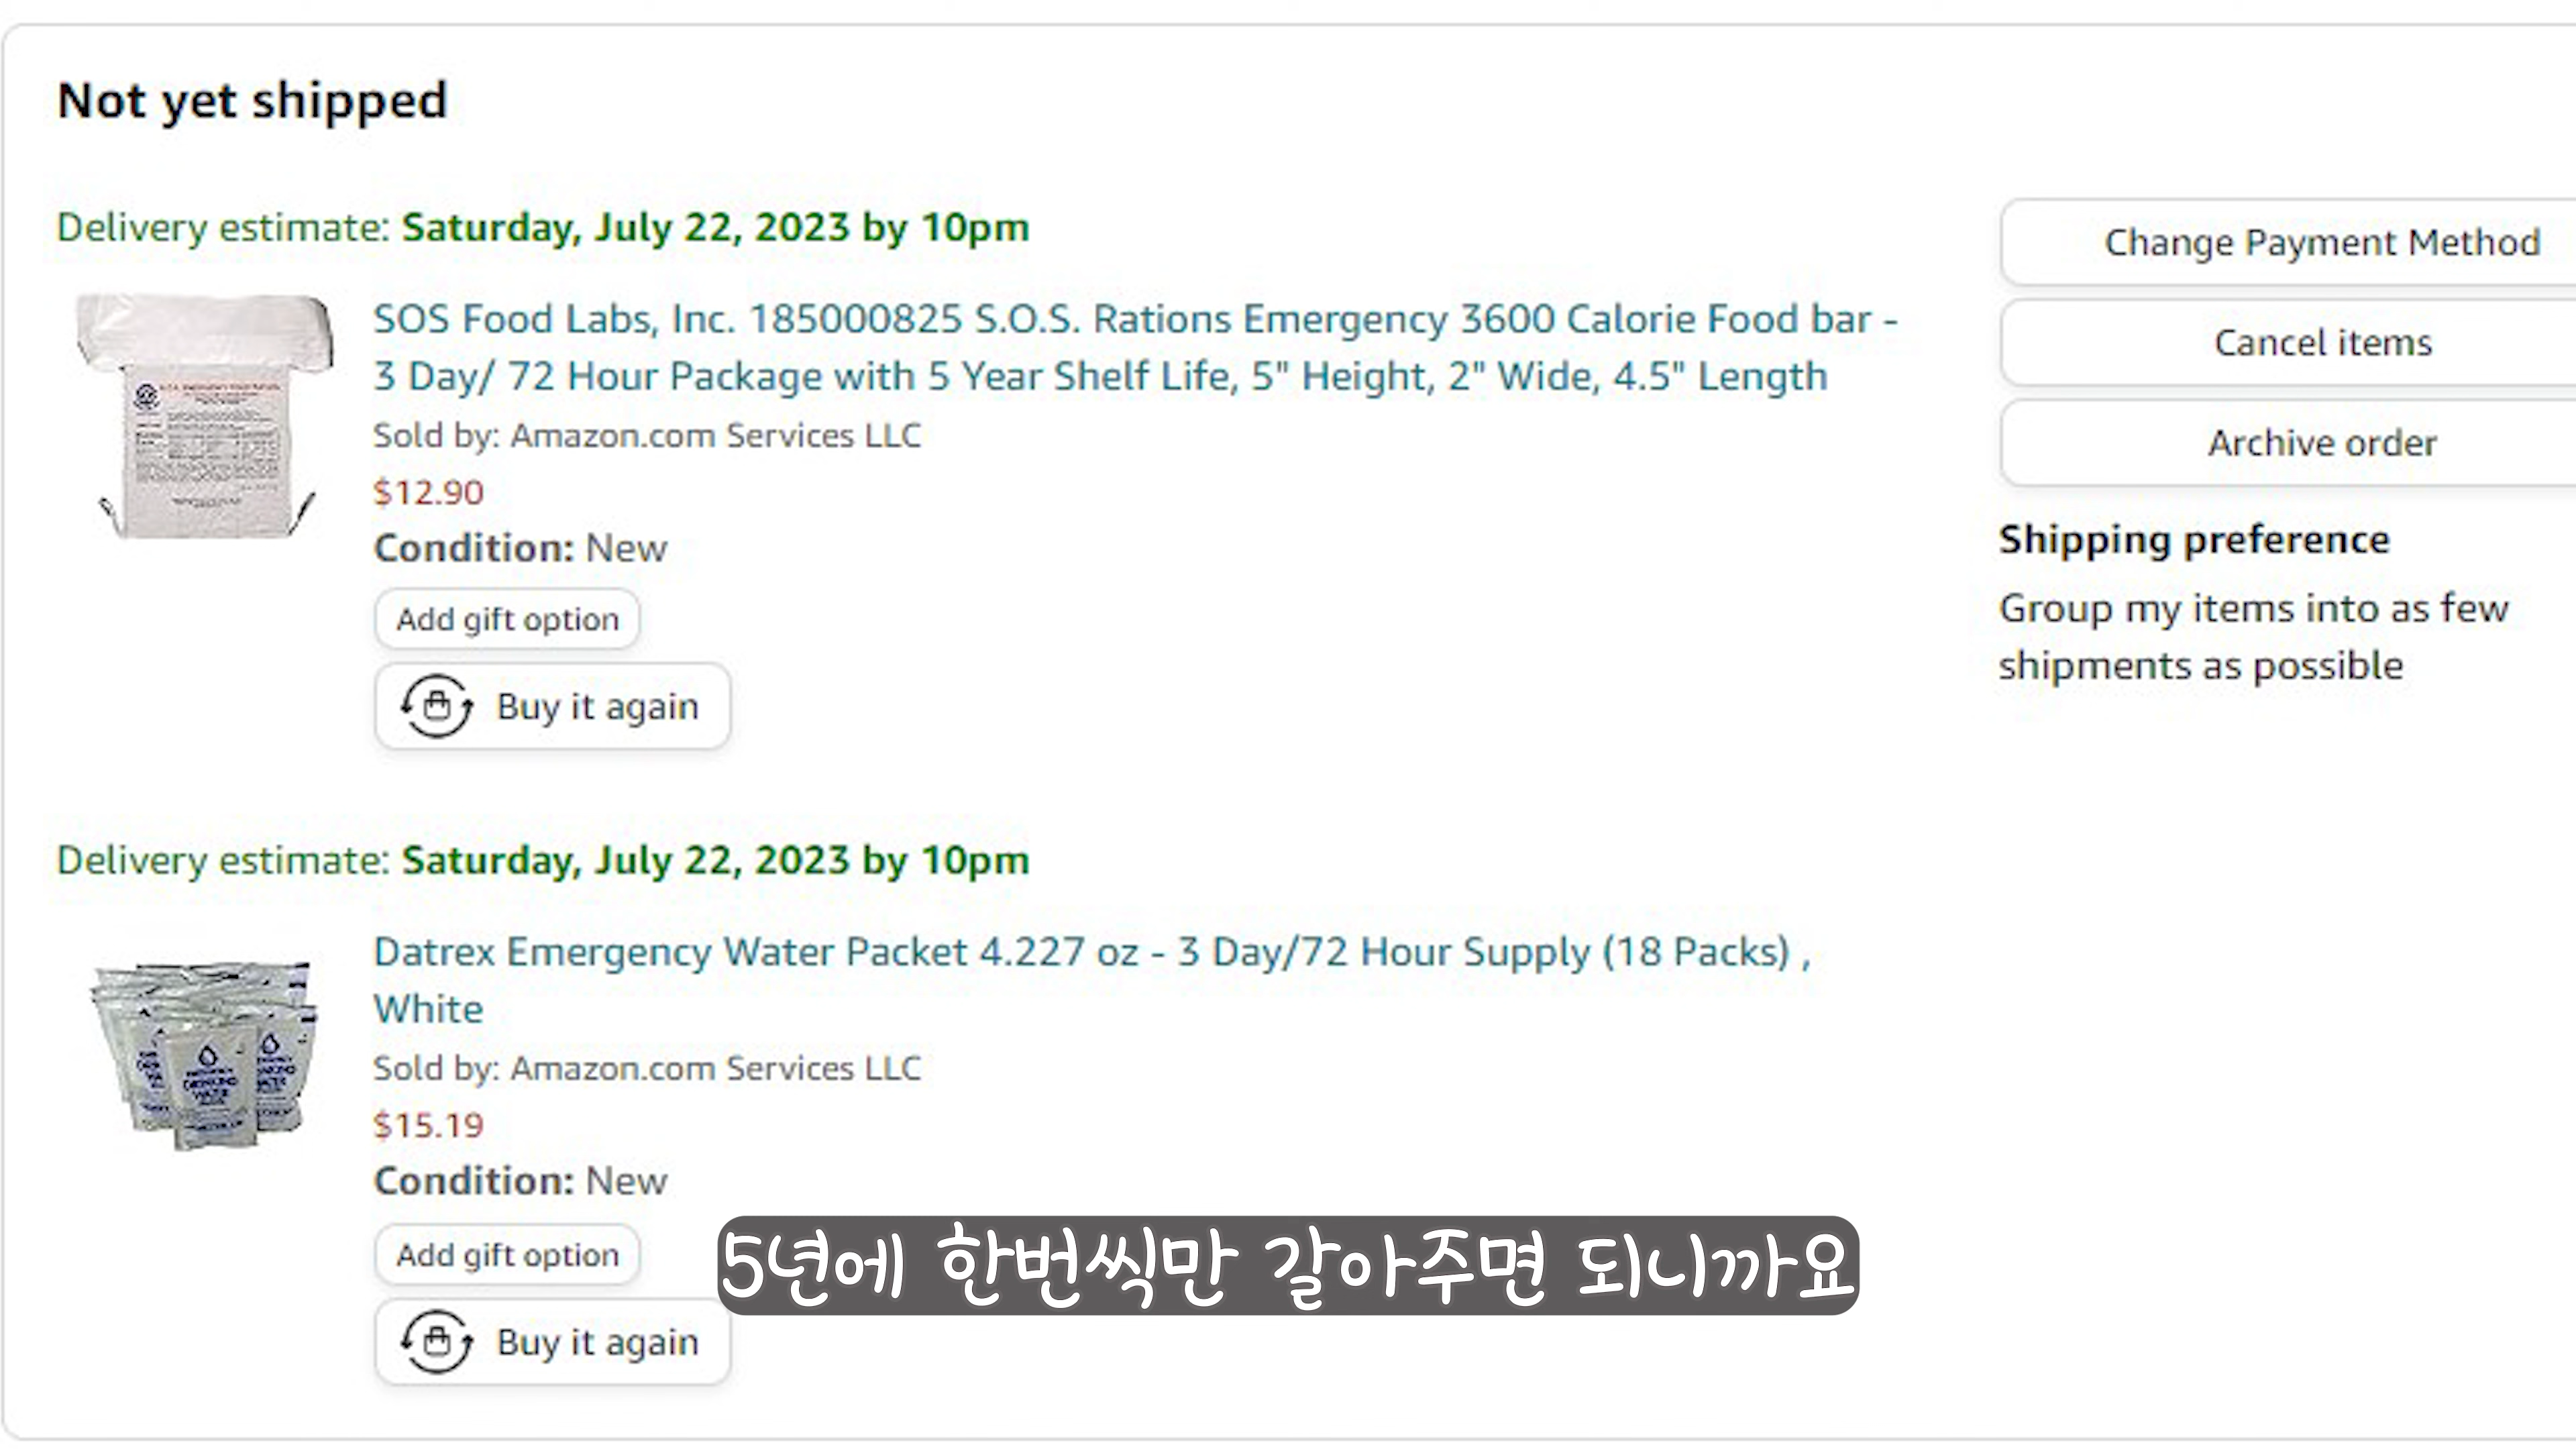 Not yet shipped
Delivery estimate: Saturday, July 22, 2023 by 10pm
SOS Food Labs, Inc. 185000825 S.O.S. Rations Emergency 3600 Calorie Food bar -
3 Day/ 72 Hour Package with 5 Year Shelf Life, 5" Height, 2" Wide, 4.5" Length
Sold by: Amazon.com Services LLC
$12.90
Condition: New
Add gift option
Buy it again
Change Payment Method
Cancel items
Archive order
Shipping preference
Group my items into as few
shipments as possible
Delivery estimate: Saturday, July 22, 2023 by 10pm
Datrex Emergency Water Packet 4.227 oz - 3 Day/72 Hour Supply (18 Packs) ,
White
Sold by: Amazon.com Services LLC
$15.19
Condition: New
Add gift option
Buy it again
DRINKING
WATER
5년에 한번씩만 갈아주면 되니까요